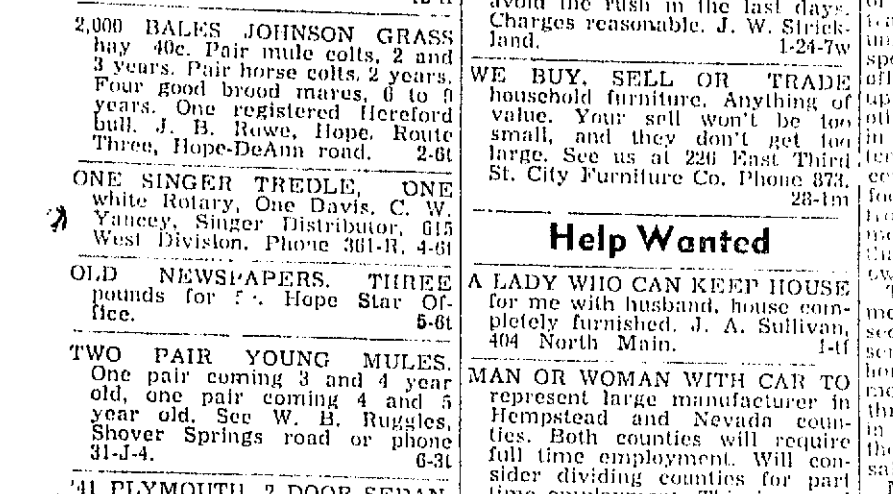 2,000 BALES JOHNSON GRASS
hay 40c. Pair mule colts, 2 and
3 years. Pair horse colts, 2 years.
Four good brood mares, 6 to 9
years. One registered Hereford
bull. J. B. Rowe, Hope, Route
Three, Hope-DeAnn road. 2-6t
ONE SINGER TREDLE, ONE
white Rotary, One Davis. C. W.
Yancey, Singer Distributor, 615
West Division. Phone 361-R. 4-6t
OLD NEWSPAPERS. THREE
pounds for Hope Star Of-
fice. 5-6t
TWO PAIR YOUNG MULES.
One pair coming 3 and 4 year
old, one pair coming 4 and 5
year old. See W. B. Ruggles,
Shover Springs road or phone
31-J-4. 6-3t
'41 PLYMOUTH, 2 DOOR SEDAN
avoid the rush in the last days.
Charges reasonable. J. W. Strick-
land. 1-24-7w
WE BUY, SELL OR TRADE
household furniture. Anything of
value. Your sell won't be too
small, and they don't get too
large. See us at 226 East Third
St. City Furniture Co. Phone 873.
28-1m
Help Wanted
A LADY WHO CAN KEEP HOUSE
for me with husband, house com-
pletely furnished. J. A. Sullivan,
404 North Main. 1-tf
MAN OR WOMAN WITH CAR TO
represent large manufacturer in
Hempstead and Nevada coun-
ties. Both counties will require
full time employment. Will con-
sider dividing counties for part
time employment.